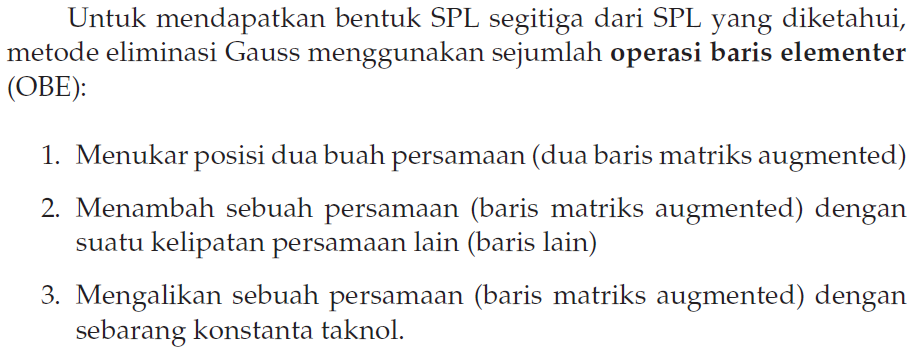 Untuk mendapatkan bentuk SPL segitiga dari SPL yang diketahui,
metode eliminasi Gauss menggunakan sejumlah operasi baris elementer
(OBE):
1. Menukar posisi dua buah persamaan (dua baris matriks augmented)
2. Menambah sebuah persamaan (baris matriks augmented) dengan
suatu kelipatan persamaan lain (baris lain)
3. Mengalikan sebuah persamaan (baris matriks augmented) dengan
sebarang konstanta taknol.